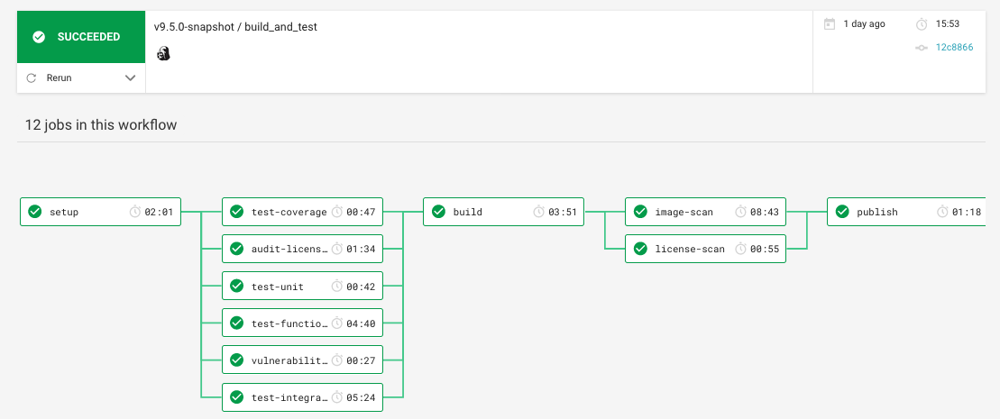 SUCCEEDED
v9.5.0-snapshot / build_and_test
1 day ago
15:53
12c8866
Rerun
12 jobs in this workflow
setup 02:01
test-coverage 00:47
build 03:51
image-scan 08:43
publish 01:18
audit-licens… 01:34
license-scan 00:55
test-unit 00:42
test-functio… 04:40
vulnerabilit… 00:27
test-integra… 05:24